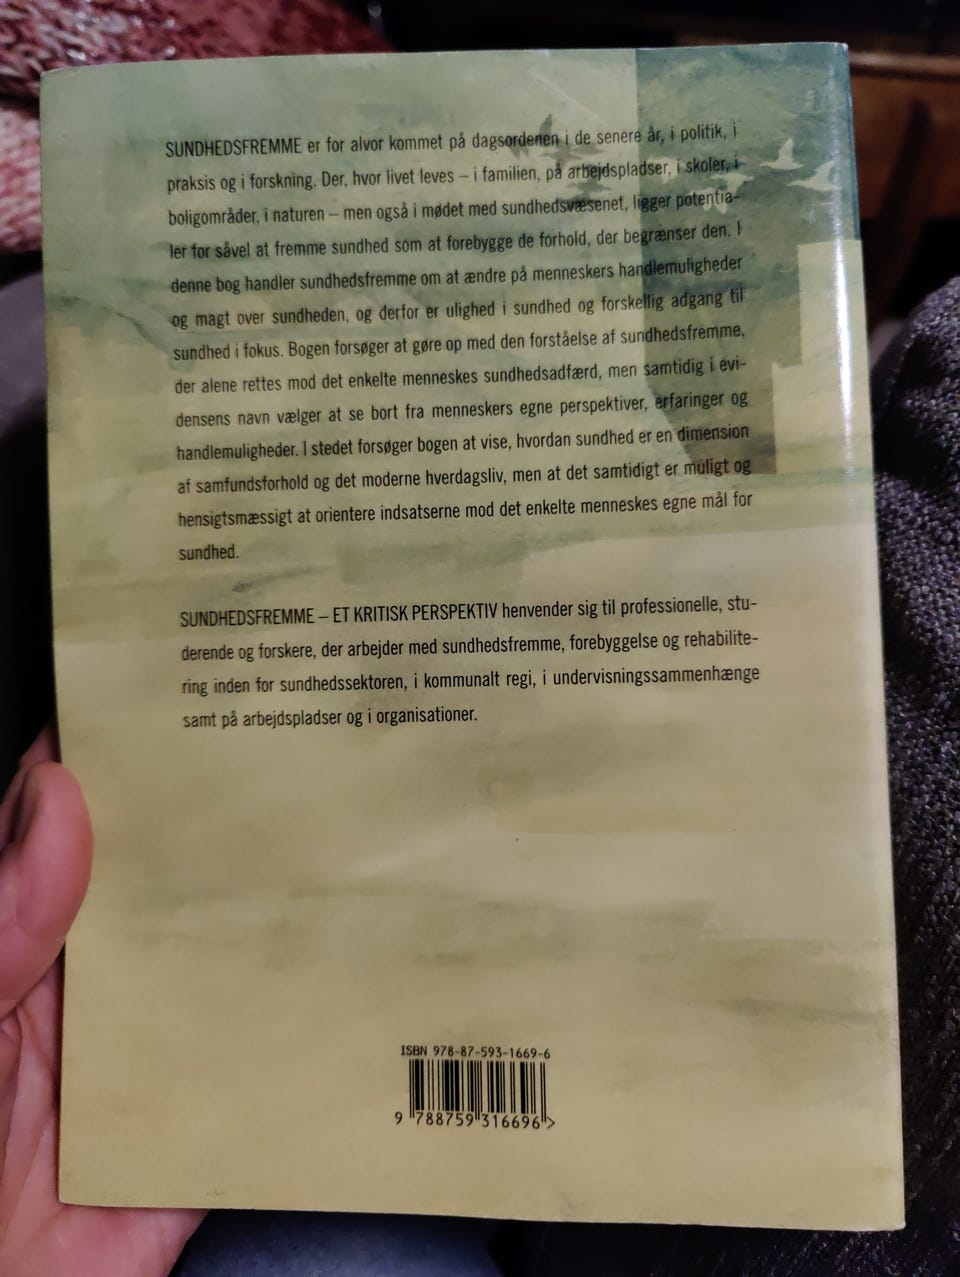 SUNDHEDSFREMME er for alvor kommet på dagsordenen i de senere år, i politik, i
praksis og i forskning. Der, hvor livet leves – i familien, på arbejdspladser, i skoler, i
boligområder, i naturen – men også i mødet med sundhedsvæsenet, ligger potentia-
ler for såvel at fremme sundhed som at forebygge de forhold, der begrænser den. I
denne bog handler sundhedsfremme om at ændre på menneskers handlemuligheder
og magt over sundheden, og derfor er ulighed i sundhed og forskellig adgang til
sundhed i fokus. Bogen forsøger at gøre op med den forståelse af sundhedsfremme,
der alene rettes mod det enkelte menneskes sundhedsadfærd, men samtidig i evi-
densens navn vælger at se bort fra menneskers egne perspektiver, erfaringer og
handlemuligheder. I stedet forsøger bogen at vise, hvordan sundhed er en dimension
af samfundsforhold og det moderne hverdagsliv, men at det samtidigt er muligt og
hensigtsmæssigt at orientere indsatserne mod det enkelte menneskes egne mål for
sundhed.
SUNDHEDSFREMME – ET KRITISK PERSPEKTIV henvender sig til professionelle, stu-
derende og forskere, der arbejder med sundhedsfremme, forebyggelse og rehabilite-
ring inden for sundhedssektoren, i kommunalt regi, i undervisningssammenhænge
samt på arbejdspladser og i organisationer.
ISBN 978-87-593-1669-6
9 788759 316696 >